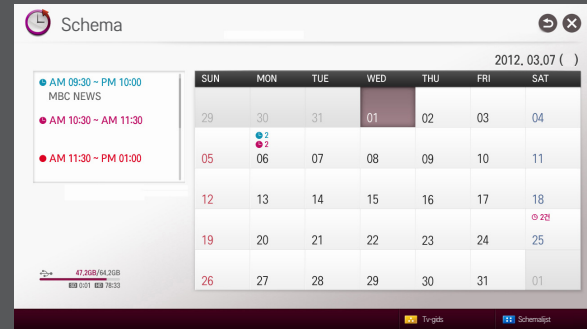 Schema
2012. 03.07 ( )
AM 09:30 ~ PM 10:00
MBC NEWS
AM 10:30 ~ AM 11:30
AM 11:30 ~ PM 01:00
SUN MON TUE WED THU FRI SAT
29 30 31 01 02 03 04
2
2
05 06 07 08 09 10 11
12 13 14 15 16 17 18
2건
19 20 21 22 23 24 25
26 27 28 29 30 31 01
47,2GB/64,2GB
SD 0:01 HD 78:33
Tv-gids Schemalijst